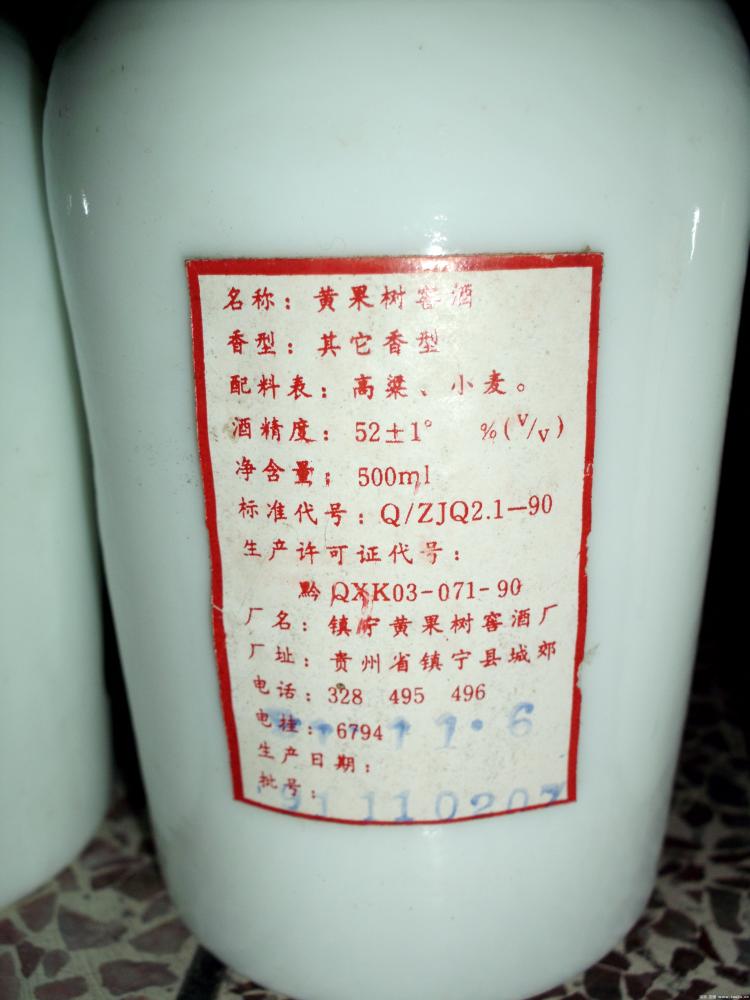 名称：黄果树窖酒
香型：其它香型
配料表：高粱、小麦。
酒精度：52±1° %(V/V)
净含量：500ml
标准代号：Q/ZJQ2.1—90
生产许可证代号：
黔QXK03-071-90
厂名：镇宁黄果树窖酒厂
厂址：贵州省镇宁县城郊
电话：328 495 496
电挂：6794
11·6
生产日期：
批号：
91110207